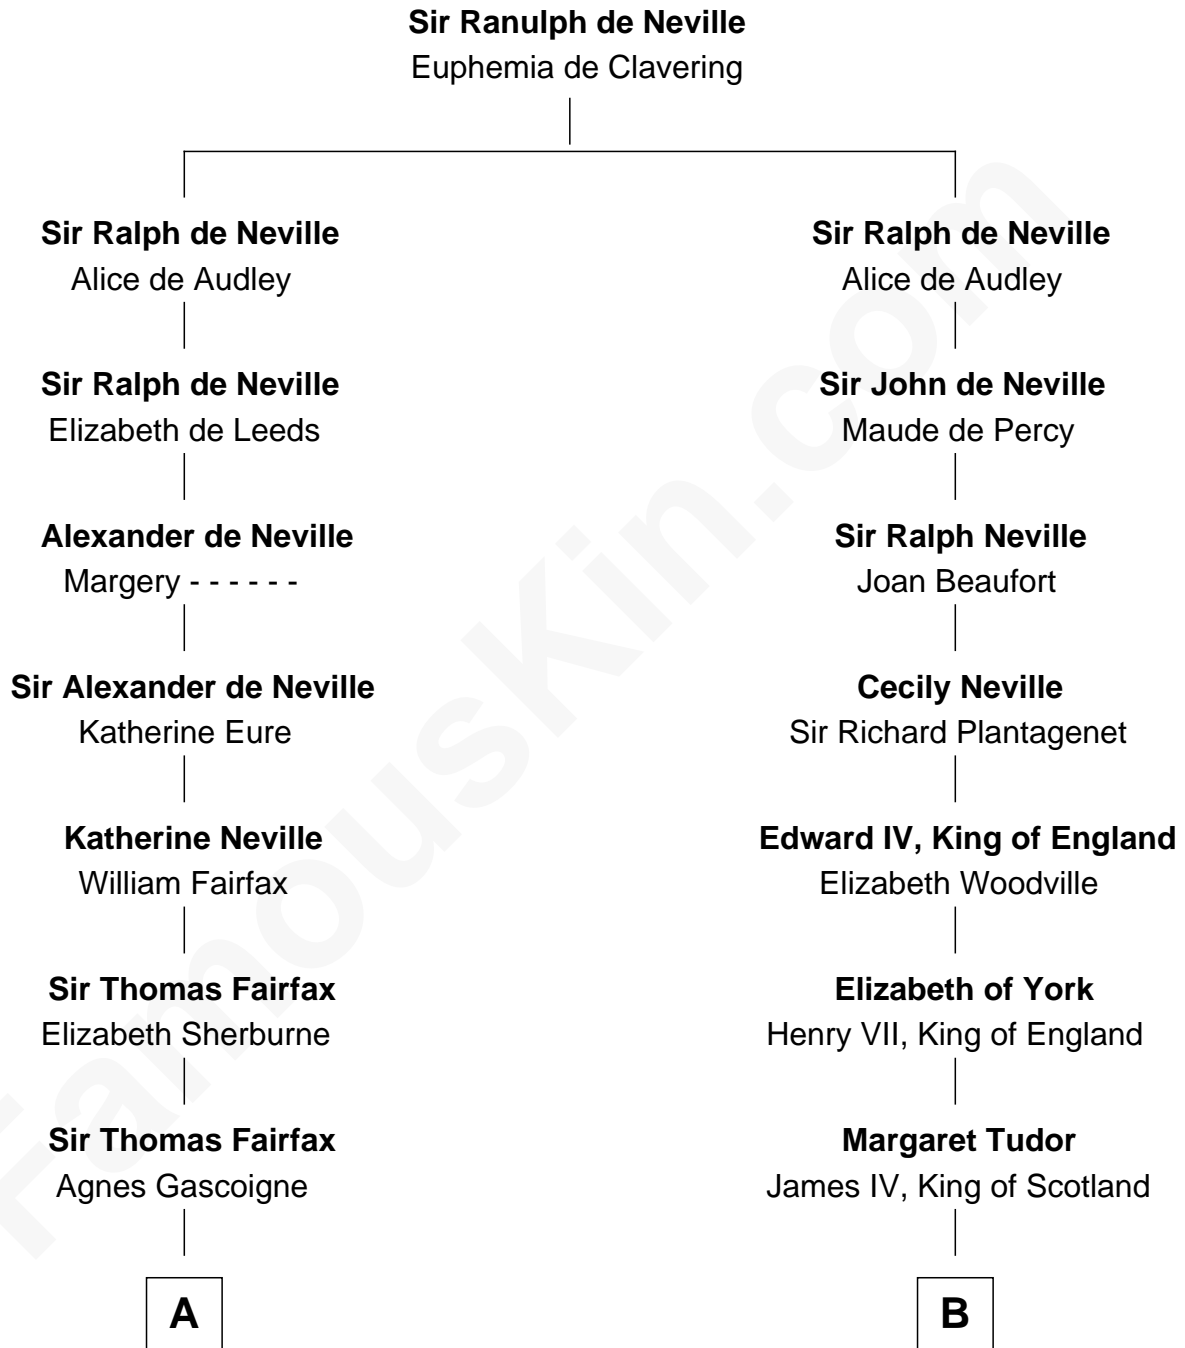 Sir Ranulph de Neville
Euphemia de Clavering
Sir Ralph de Neville
Alice de Audley
Sir Ralph de Neville
Alice de Audley
Sir Ralph de Neville
Elizabeth de Leeds
Sir John de Neville
Maude de Percy
Alexander de Neville
Margery - - - - - -
Sir Ralph Neville
Joan Beaufort
Sir Alexander de Neville
Katherine Eure
Cecily Neville
Sir Richard Plantagenet
Katherine Neville
William Fairfax
Edward IV, King of England
Elizabeth Woodville
Sir Thomas Fairfax
Elizabeth Sherburne
Elizabeth of York
Henry VII, King of England
Sir Thomas Fairfax
Agnes Gascoigne
Margaret Tudor
James IV, King of Scotland
A
B
FamousKin.com